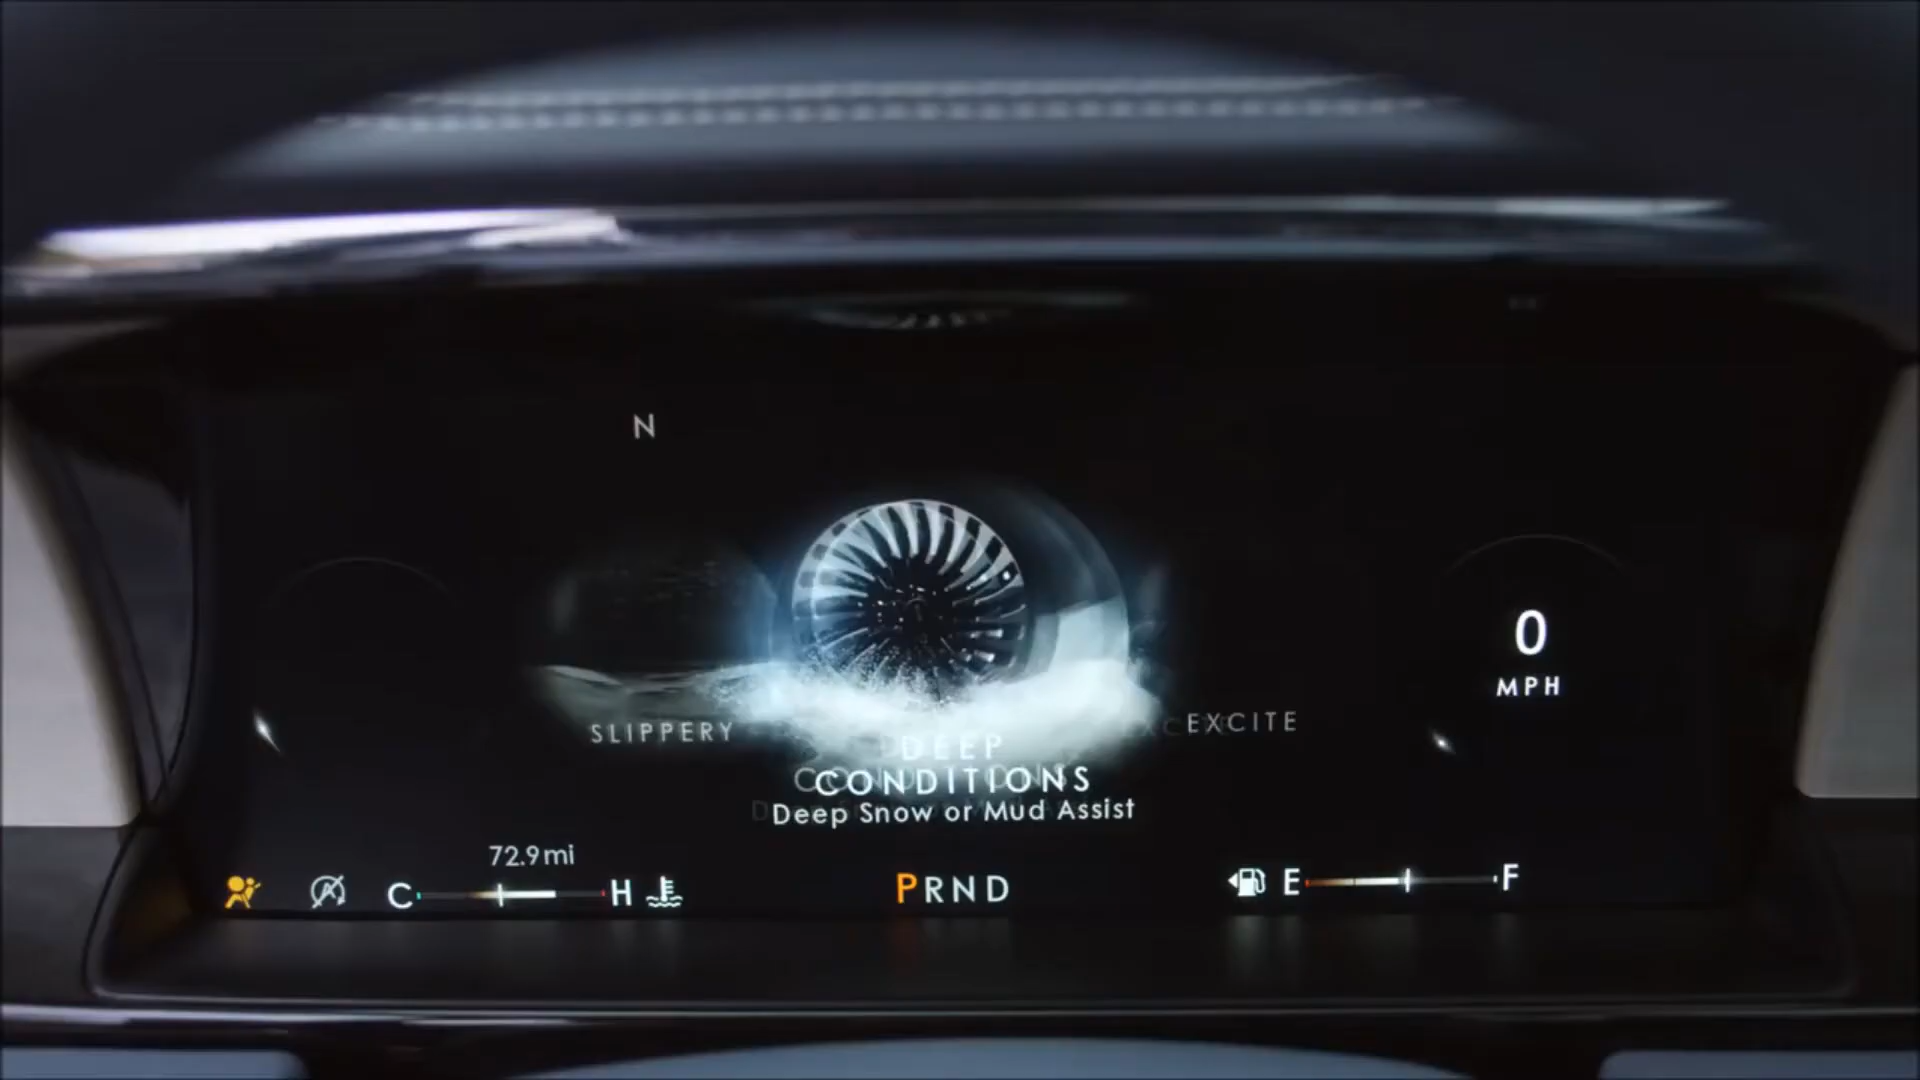 N
0
MPH
SLIPPERY
EXCITE
DEEP
CONDITIONS
Deep Snow or Mud Assist
72.9mi
C
H
PRND
E
F